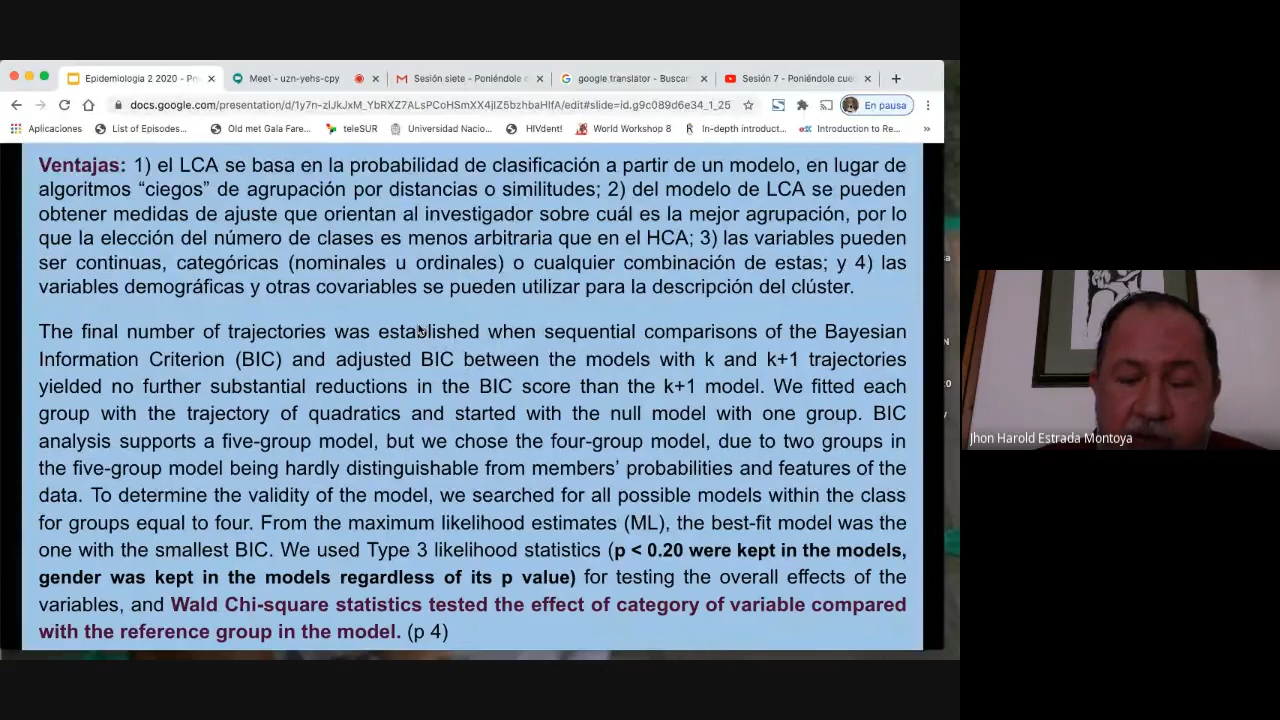 Epidemiologia 2 2020 - Pr
Meet - uzn-yehs-cpy
Sesión siete - Poniéndole c
google translator - Buscar
Sesión 7 - Poniéndole cue
docs.google.com/presentation/d/1y7n-zIJkJxM_YbRXZ7ALsPCoHSmXX4jIZ5bzhbaHIfA/edit#slide=id.g9c089d6e34_1_25
En pausa
Aplicaciones
List of Episodes...
Old met Gala Fare...
teleSUR
Universidad Nacio...
HIVdent!
World Workshop 8
In-depth introduct...
Introduction to Re...
Ventajas: 1) el LCA se basa en la probabilidad de clasificación a partir de un modelo, en lugar de
algoritmos “ciegos” de agrupación por distancias o similitudes; 2) del modelo de LCA se pueden
obtener medidas de ajuste que orientan al investigador sobre cuál es la mejor agrupación, por lo
que la elección del número de clases es menos arbitraria que en el HCA; 3) las variables pueden
ser continuas, categóricas (nominales u ordinales) o cualquier combinación de estas; y 4) las
variables demográficas y otras covariables se pueden utilizar para la descripción del clúster.
The final number of trajectories was established when sequential comparisons of the Bayesian
Information Criterion (BIC) and adjusted BIC between the models with k and k+1 trajectories
yielded no further substantial reductions in the BIC score than the k+1 model. We fitted each
group with the trajectory of quadratics and started with the null model with one group. BIC
analysis supports a five-group model, but we chose the four-group model, due to two groups in
the five-group model being hardly distinguishable from members’ probabilities and features of the
data. To determine the validity of the model, we searched for all possible models within the class
for groups equal to four. From the maximum likelihood estimates (ML), the best-fit model was the
one with the smallest BIC. We used Type 3 likelihood statistics (p < 0.20 were kept in the models,
gender was kept in the models regardless of its p value) for testing the overall effects of the
variables, and Wald Chi-square statistics tested the effect of category of variable compared
with the reference group in the model. (p 4)
Jhon Harold Estrada Montoya